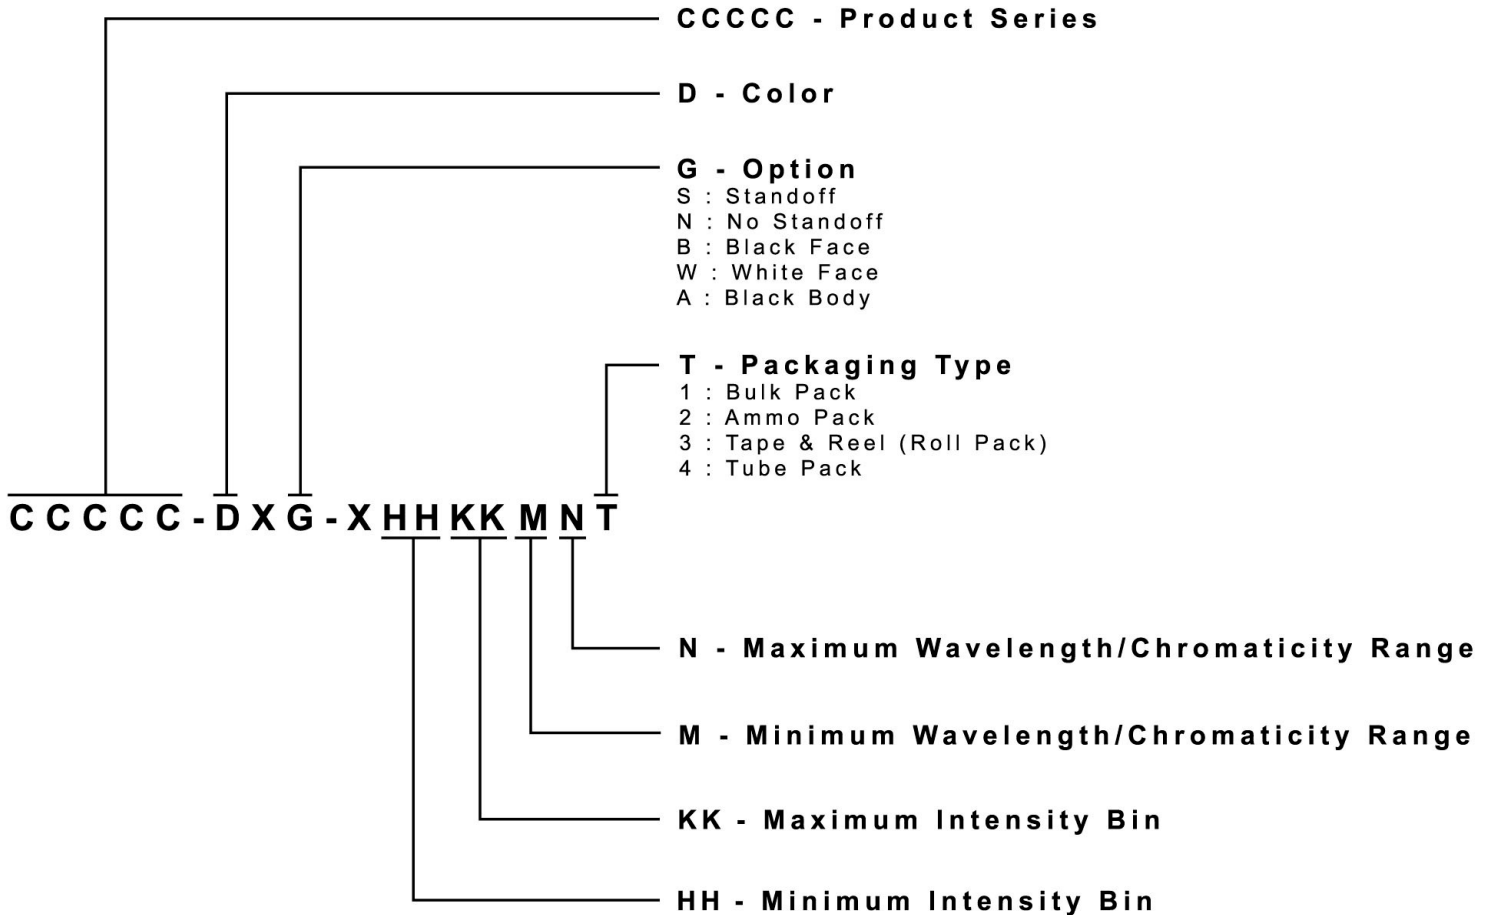 CCCCC - Product Series
D - Color
G - Option
S : Standoff
N : No Standoff
B : Black Face
W : White Face
A : Black Body
T - Packaging Type
1 : Bulk Pack
2 : Ammo Pack
3 : Tape & Reel (Roll Pack)
4 : Tube Pack
CCCCC-DXG-XHHKKMNT
N - Maximum Wavelength/Chromaticity Range
M - Minimum Wavelength/Chromaticity Range
KK - Maximum Intensity Bin
HH - Minimum Intensity Bin